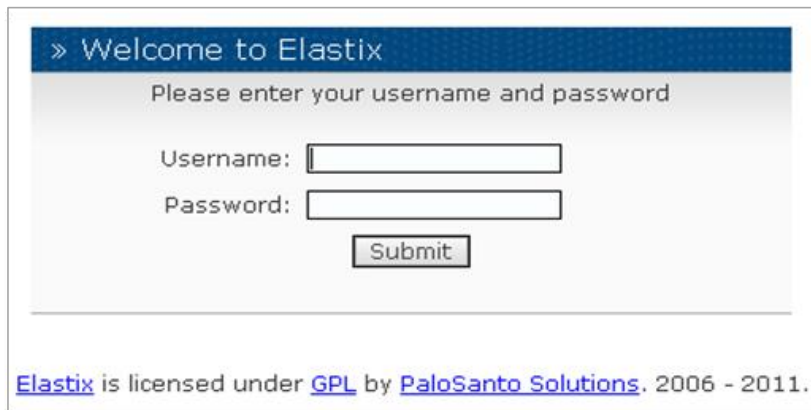 » Welcome to Elastix
Please enter your username and password
Username:
Password:
Submit
Elastix is licensed under GPL by PaloSanto Solutions. 2006 - 2011.